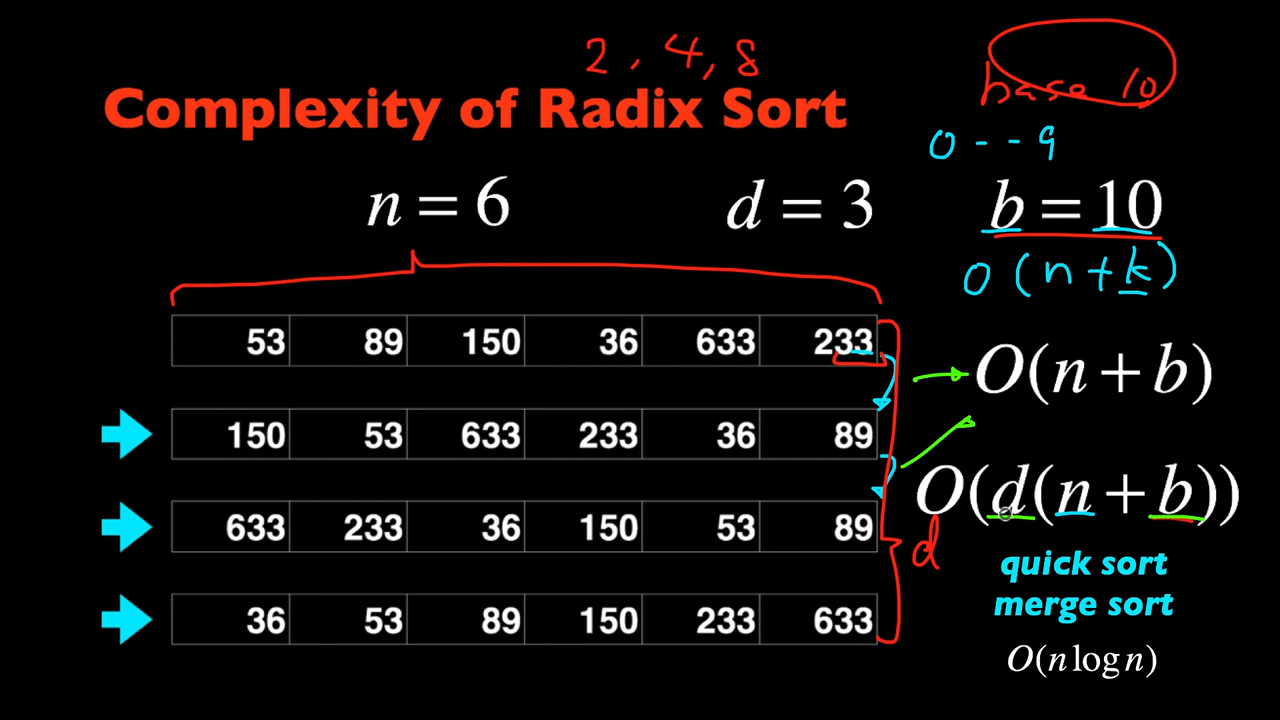 2, 4, 8
base 10
Complexity of Radix Sort
0 - - 9
n = 6
d = 3
b = 10
O(n+k)
53 89 150 36 633 233
O(n + b)
150 53 633 233 36 89
O(d(n + b))
633 233 36 150 53 89
d
quick sort
merge sort
36 53 89 150 233 633
O(n log n)